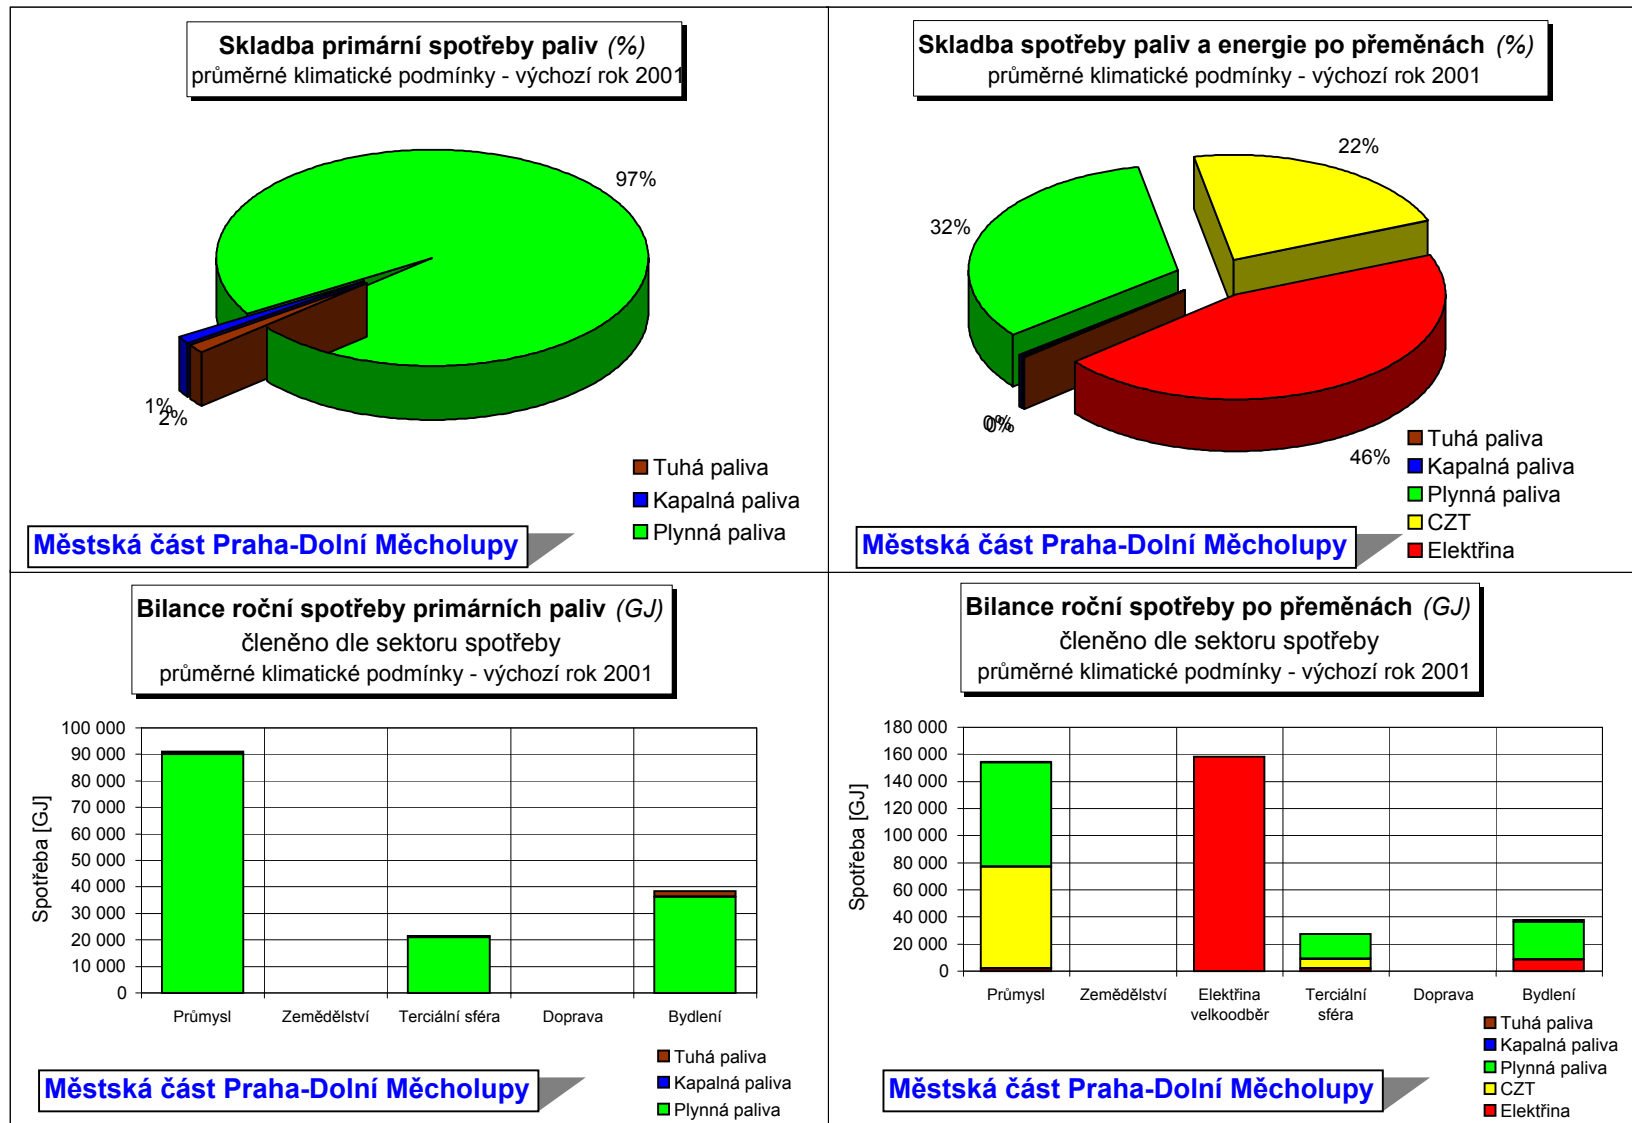 Skladba primární spotřeby paliv (%)
průměrné klimatické podmínky - výchozí rok 2001
97%
1%
2%
Tuhá paliva
Kapalná paliva
Plynná paliva
Městská část Praha-Dolní Měcholupy
Skladba spotřeby paliv a energie po přeměnách (%)
průměrné klimatické podmínky - výchozí rok 2001
22%
32%
0%
0%
46%
Tuhá paliva
Kapalná paliva
Plynná paliva
CZT
Elektřina
Městská část Praha-Dolní Měcholupy
Bilance roční spotřeby primárních paliv (GJ)
členěno dle sektoru spotřeby
průměrné klimatické podmínky - výchozí rok 2001
Spotřeba [GJ]
100 000
90 000
80 000
70 000
60 000
50 000
40 000
30 000
20 000
10 000
0
Průmysl
Zemědělství
Terciální sféra
Doprava
Bydlení
Tuhá paliva
Kapalná paliva
Plynná paliva
Městská část Praha-Dolní Měcholupy
Bilance roční spotřeby po přeměnách (GJ)
členěno dle sektoru spotřeby
průměrné klimatické podmínky - výchozí rok 2001
Spotřeba [GJ]
180 000
160 000
140 000
120 000
100 000
80 000
60 000
40 000
20 000
0
Průmysl
Zemědělství
Elektřina
velkoodběr
Terciální
sféra
Doprava
Bydlení
Tuhá paliva
Kapalná paliva
Plynná paliva
CZT
Elektřina
Městská část Praha-Dolní Měcholupy